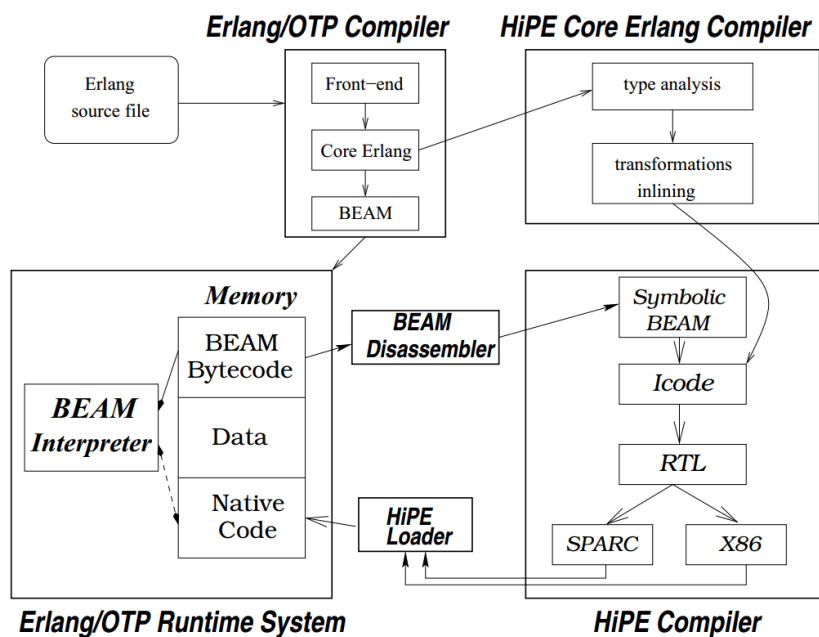 Erlang/OTP Compiler
HiPE Core Erlang Compiler
Erlang
source file
Front-end
Core Erlang
BEAM
type analysis
transformations
inlining
Memory
BEAM
Bytecode
Data
Native
Code
BEAM
Interpreter
BEAM
Disassembler
HiPE
Loader
Symbolic
BEAM
Icode
RTL
SPARC
X86
Erlang/OTP Runtime System
HiPE Compiler